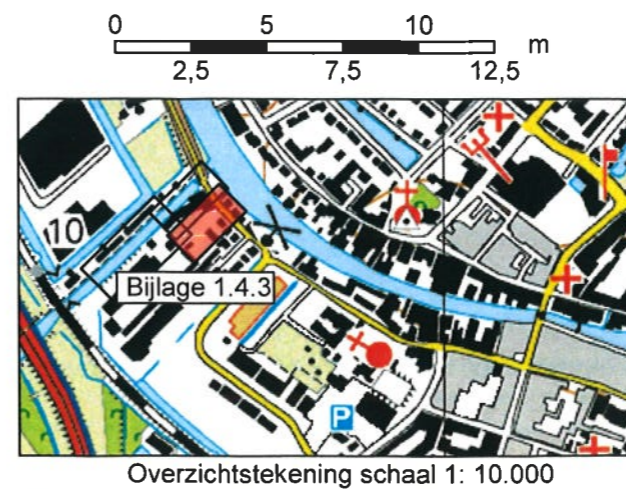 0 5 10 m
2,5 7,5 12,5
10
Bijlage 1.4.3
P
Overzichtstekening schaal 1: 10.000